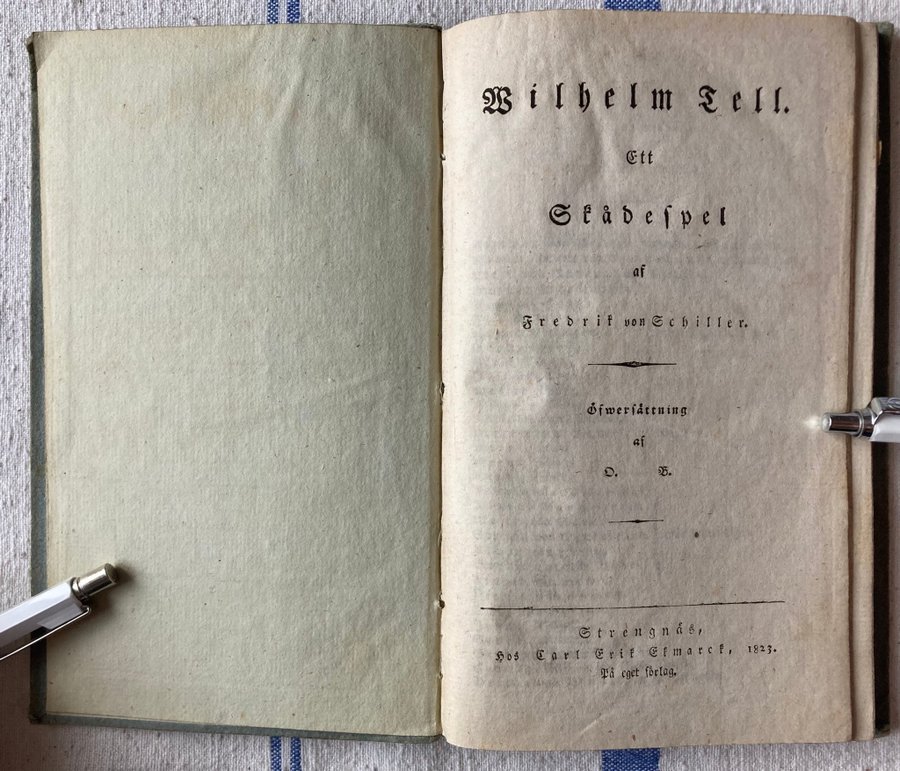 Wilhelm Tell.
Ett
Skådespel
af
Fredrik von Schiller.
Öfwersättning
af
O. B.
Strengnäs,
Hos Carl Erik Ekmarck, 1823.
På eget förlag.